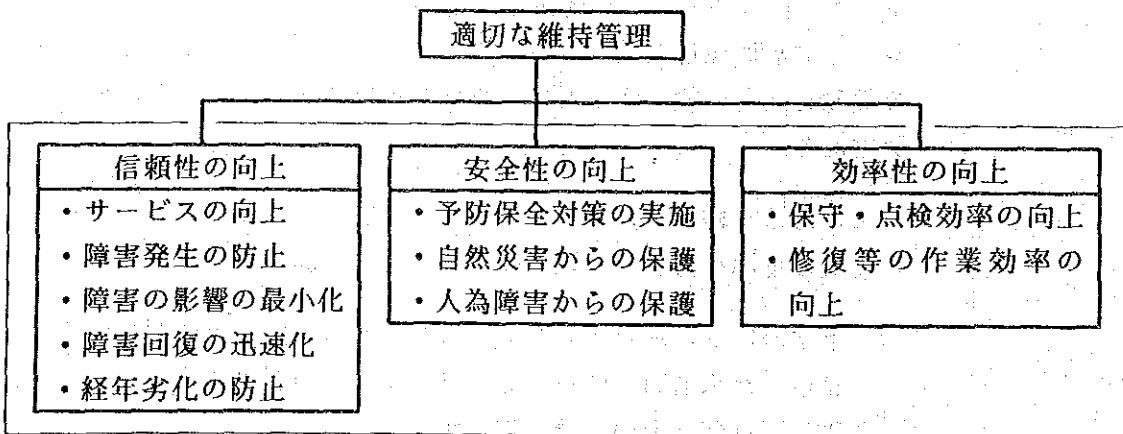 適切な維持管理
信頼性の向上
・サービスの向上
・障害発生の防止
・障害の影響の最小化
・障害回復の迅速化
・経年劣化の防止
安全性の向上
・予防保全対策の実施
・自然災害からの保護
・人為障害からの保護
効率性の向上
・保守・点検効率の向上
・修復等の作業効率の
向上